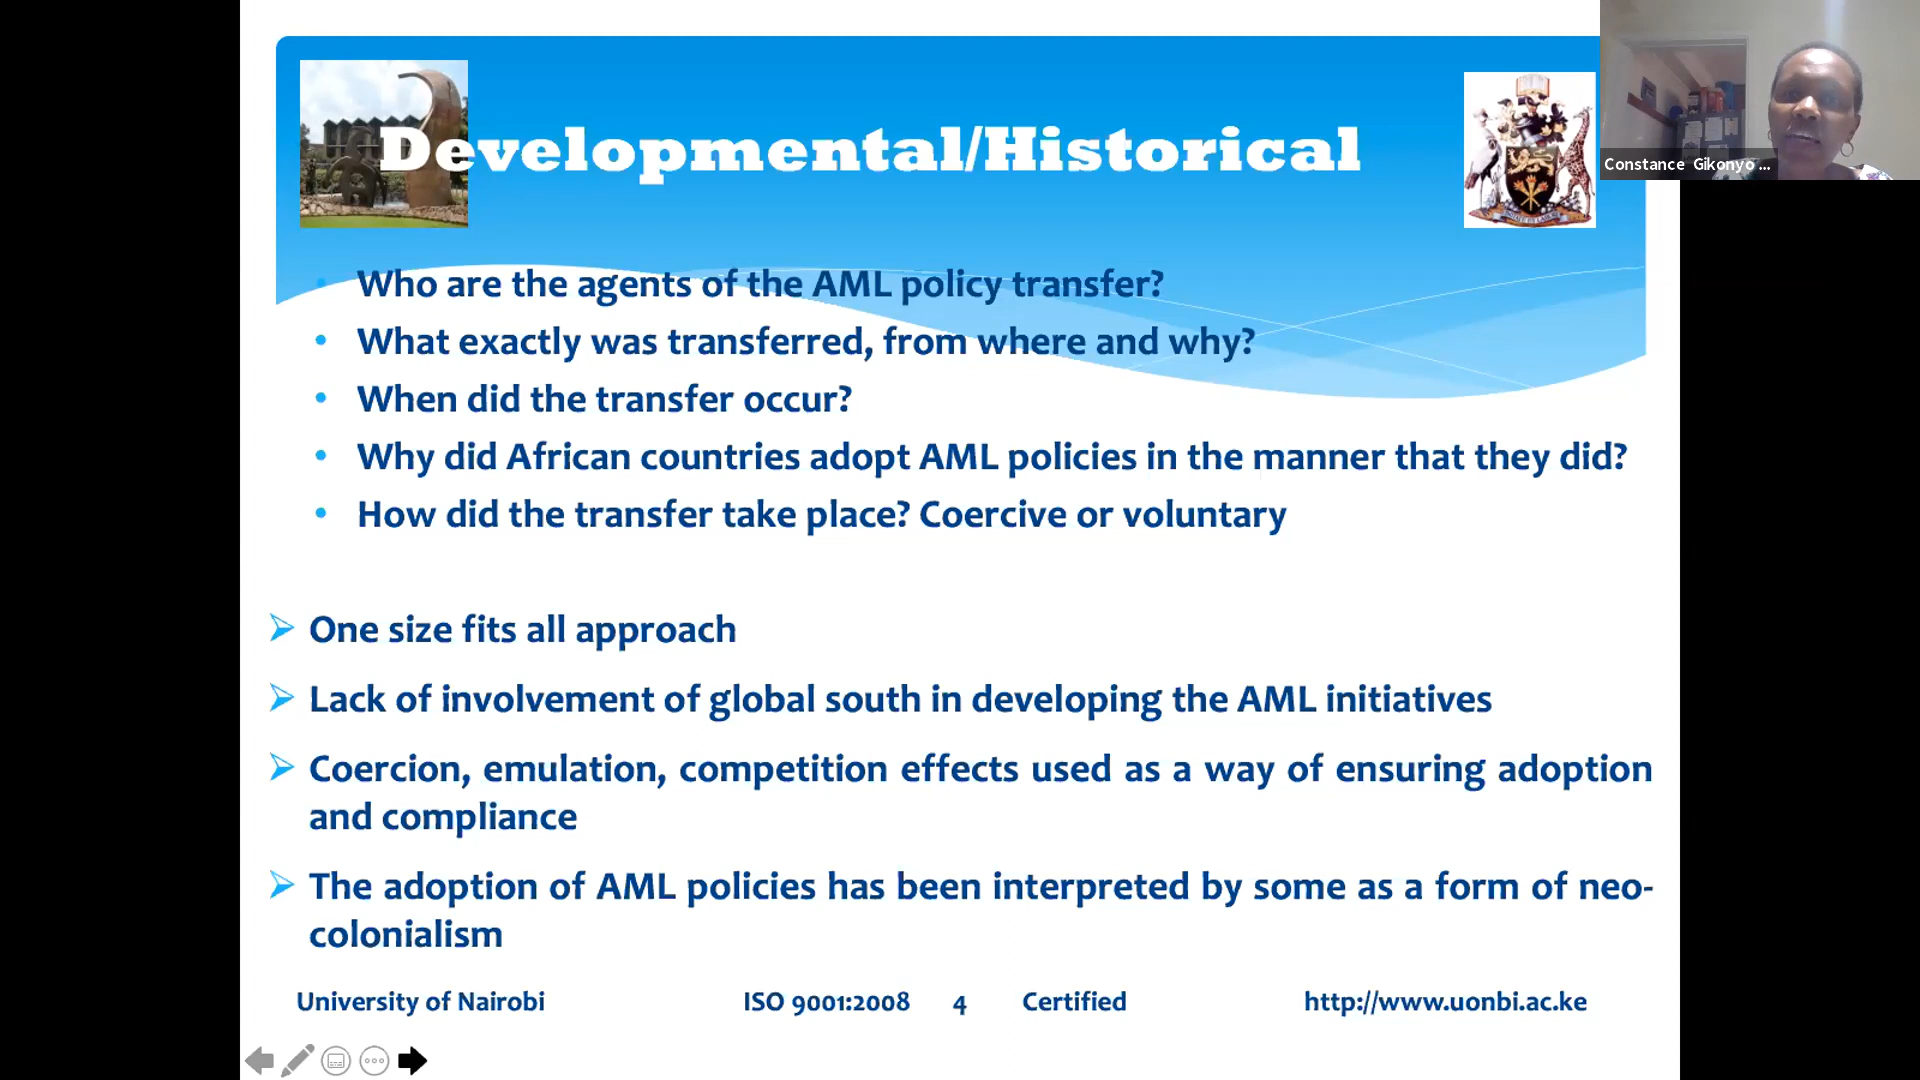 Developmental/Historical
Constance Gikonyo ...
Who are the agents of the AML policy transfer?
What exactly was transferred, from where and why?
When did the transfer occur?
Why did African countries adopt AML policies in the manner that they did?
How did the transfer take place? Coercive or voluntary
One size fits all approach
Lack of involvement of global south in developing the AML initiatives
Coercion, emulation, competition effects used as a way of ensuring adoption
and compliance
The adoption of AML policies has been interpreted by some as a form of neo-
colonialism
University of Nairobi ISO 9001:2008 4 Certified http://www.uonbi.ac.ke